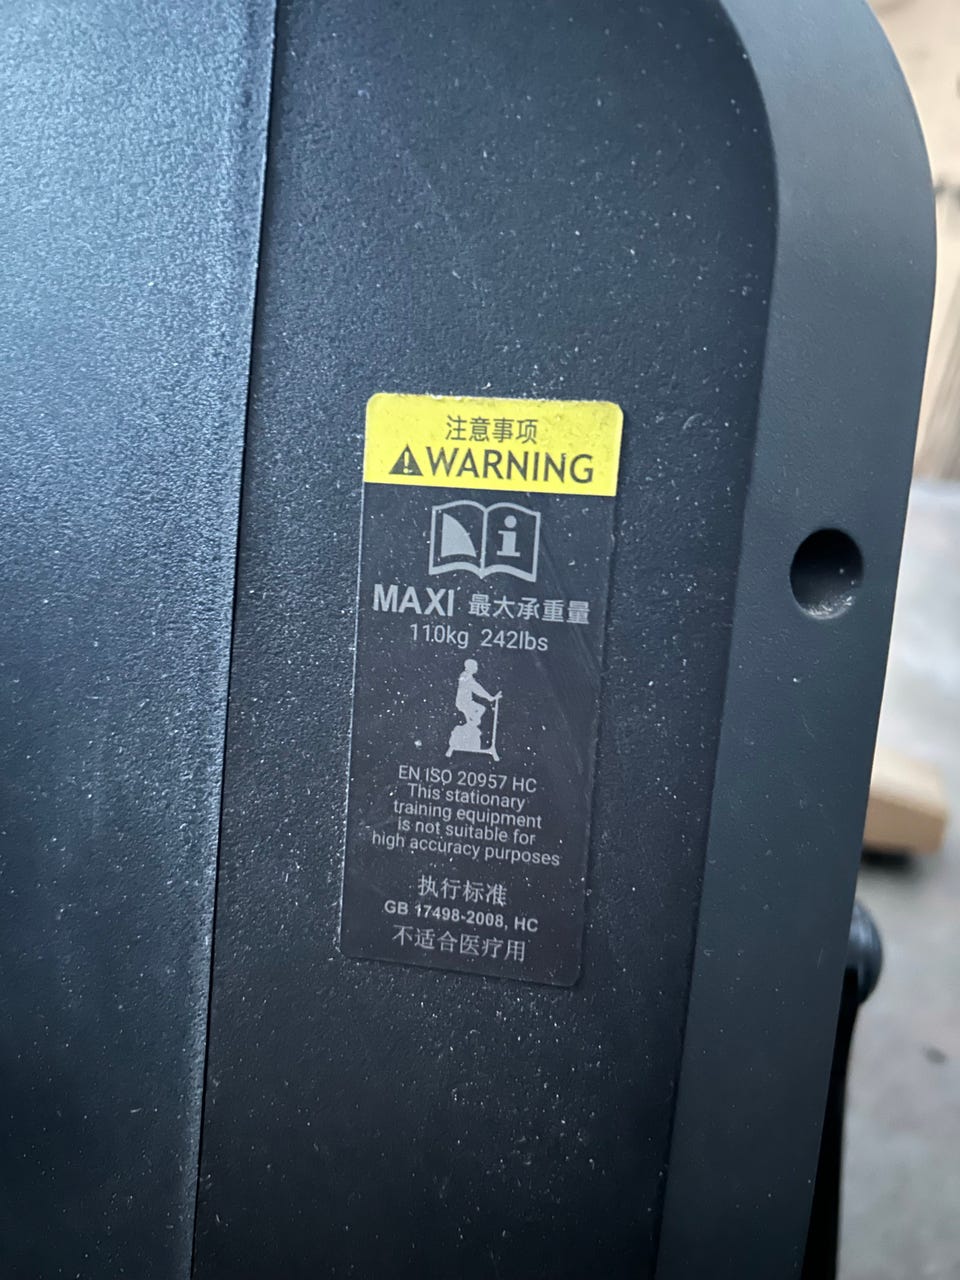 注意事项
WARNING
MAXI 最大承重量
110kg 242lbs
EN ISO 20957 HC
This stationary
training equipment
is not suitable for
high accuracy purposes
执行标准
GB 17498-2008, HC
不适合医疗用